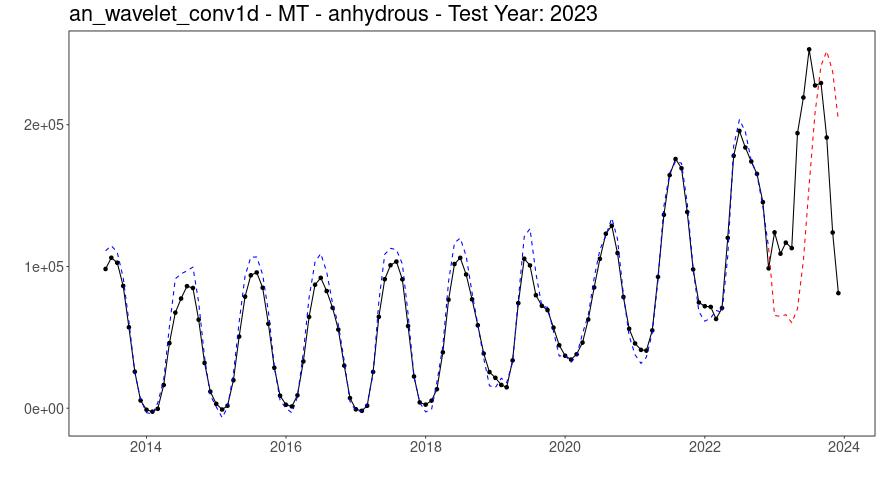 an_wavelet_conv1d - MT - anhydrous - Test Year: 2023
2e+05
1e+05
0e+00
2014 2016 2018 2020 2022 2024